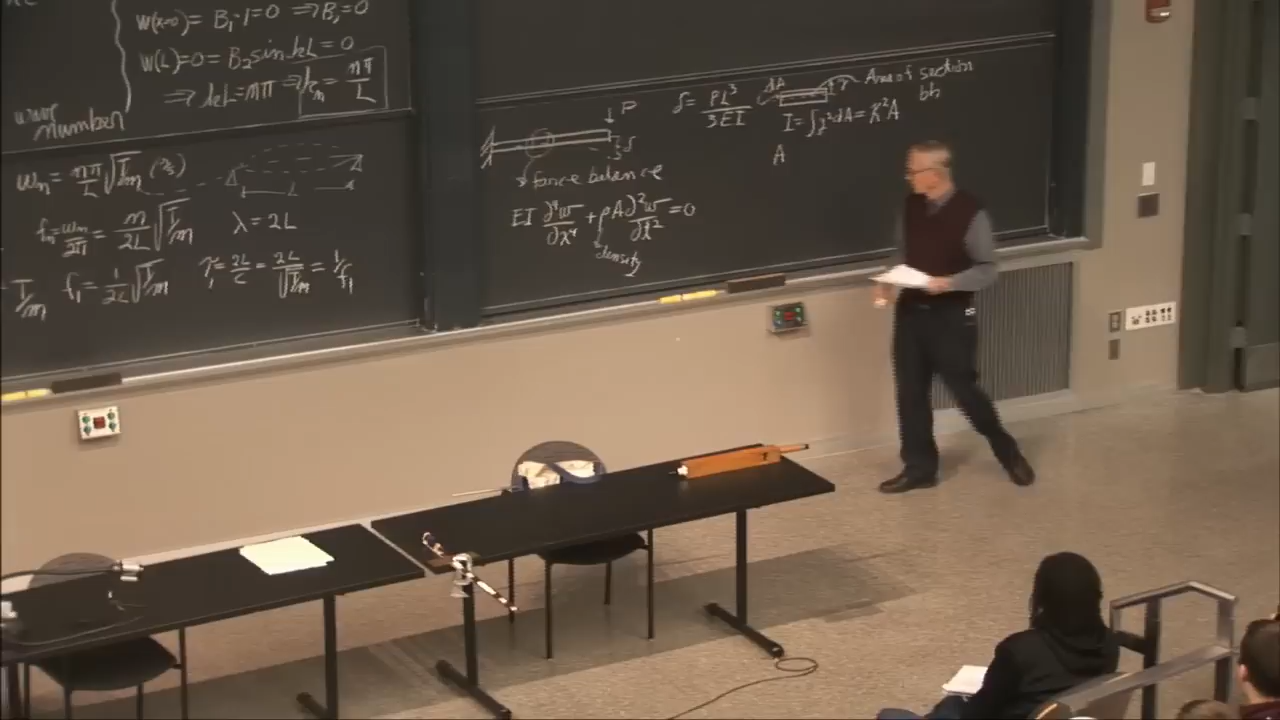 W(x=0) = B₁·1 = 0 ⇒ B₁ = 0
W(L) = 0 = B₂ sin kL = 0
⇒ kL = nπ ⇒ kₙ = nπ/L
wave
number
ωₙ = nπ/L √T/m (r/s)
L
fₙ = ωₙ/2π = n/2L √T/m
λ = 2L
T/m
f₁ = 1/2L √T/m
τ₁ = 2L/c = 2L/√T/m = 1/f₁
P
δ
→ force balance
EI ∂⁴w/∂x⁴ + ρA ∂²w/∂t² = 0
density
δ = PL³/3EI
dA
Area of section
bh
I = ∫y²dA = K²A
A